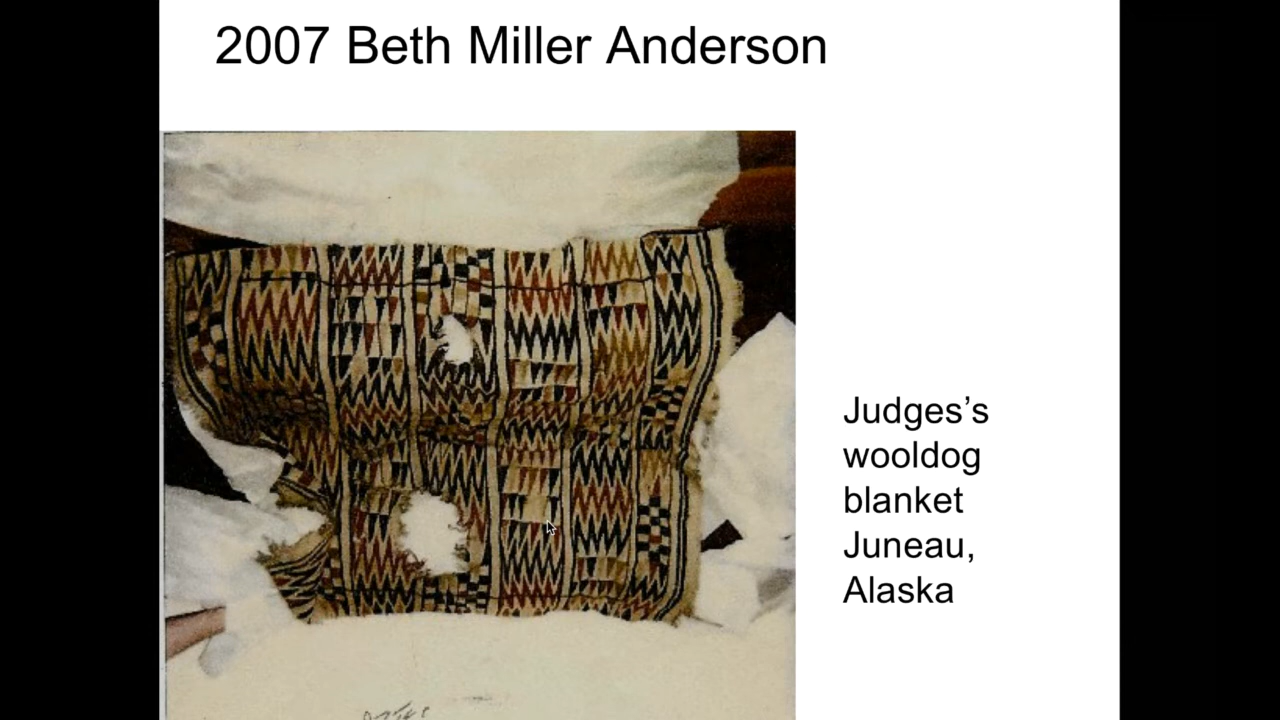 2007 Beth Miller Anderson
Judges’s
wooldog
blanket
Juneau,
Alaska